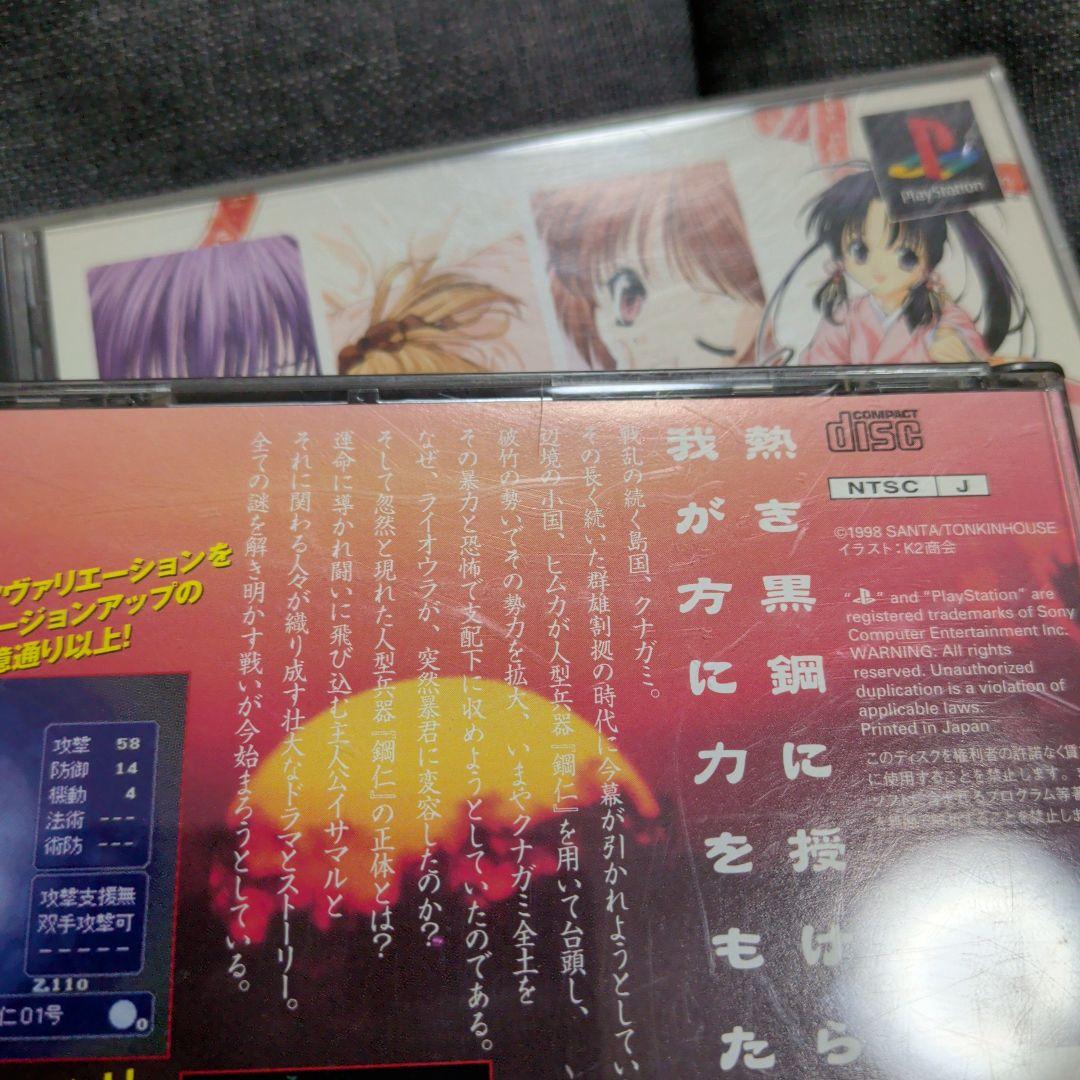 PlayStation
COMPACT
disc
NTSC J
©1998 SANTA/TONKINHOUSE
イラスト：K2商会
" " and "PlayStation" are
registered trademarks of Sony
Computer Entertainment Inc.
WARNING: All rights
reserved. Unauthorized
duplication is a violation of
applicable laws.
Printed in Japan
このディスクを権利者の許諾なく賃
に使用することを禁止します。
熱き黒鋼に授けら
我が方に力をもた
戦乱の続く島国、クナガミ。
その長く続いた群雄割拠の時代に今幕が引かれようとしてい
辺境の小国、ヒムカが人型兵器『鋼仁』を用いて台頭し、
破竹の勢いでその勢力を拡大、いまやクナガミ全土を
その暴力と恐怖で支配下に収めようとしていたのである。
なぜ、ライオウラが、突然暴君に変容したのか？
そして忽然と現れた人型兵器『鋼仁』の正体とは？
運命に導かれ闘いに飛び込む主人公イサマルと
それに関わる人々が織り成す壮大なドラマとストーリー。
全ての謎を解き明かす戦いが今始まろうとしている。
ヴァリエーションを
ージョンアップの
億通り以上！
攻撃 58
防御 14
機動 4
法術 ---
術防 ---
攻撃支援無
双手攻撃可
-----
2.110
仁01号
0